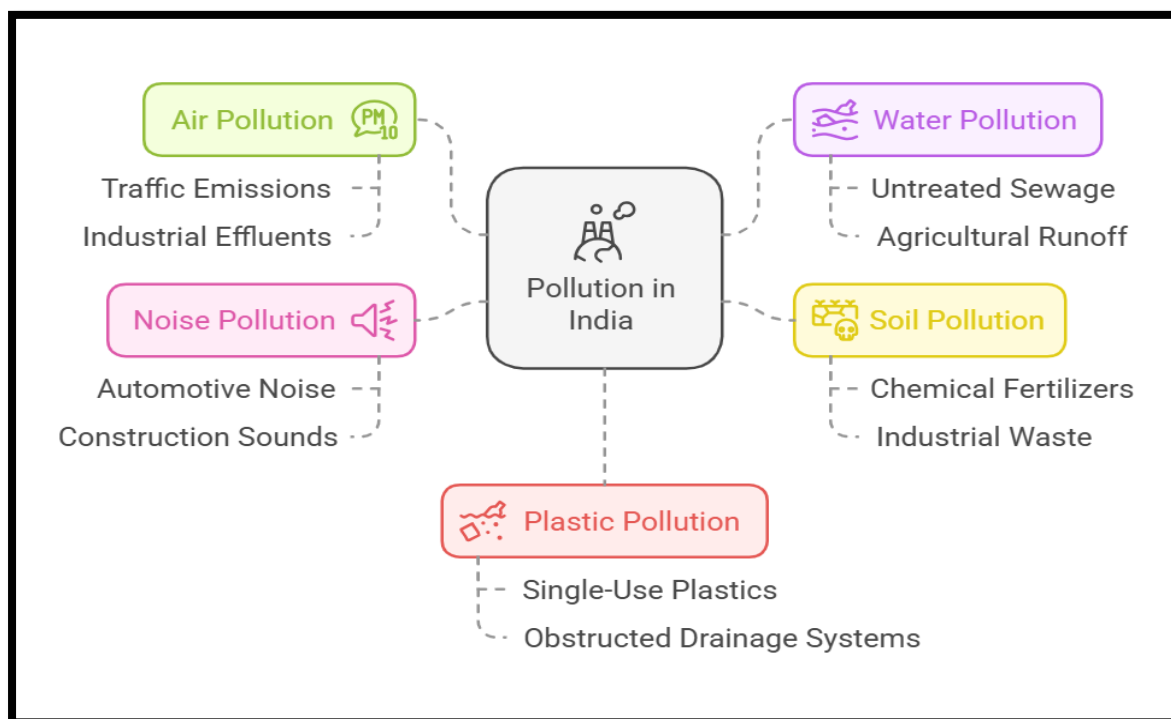 Air Pollution
PM
10
Traffic Emissions
Industrial Effluents
Noise Pollution
Automotive Noise
Construction Sounds
Pollution in
India
Water Pollution
Untreated Sewage
Agricultural Runoff
Soil Pollution
Chemical Fertilizers
Industrial Waste
Plastic Pollution
Single-Use Plastics
Obstructed Drainage Systems